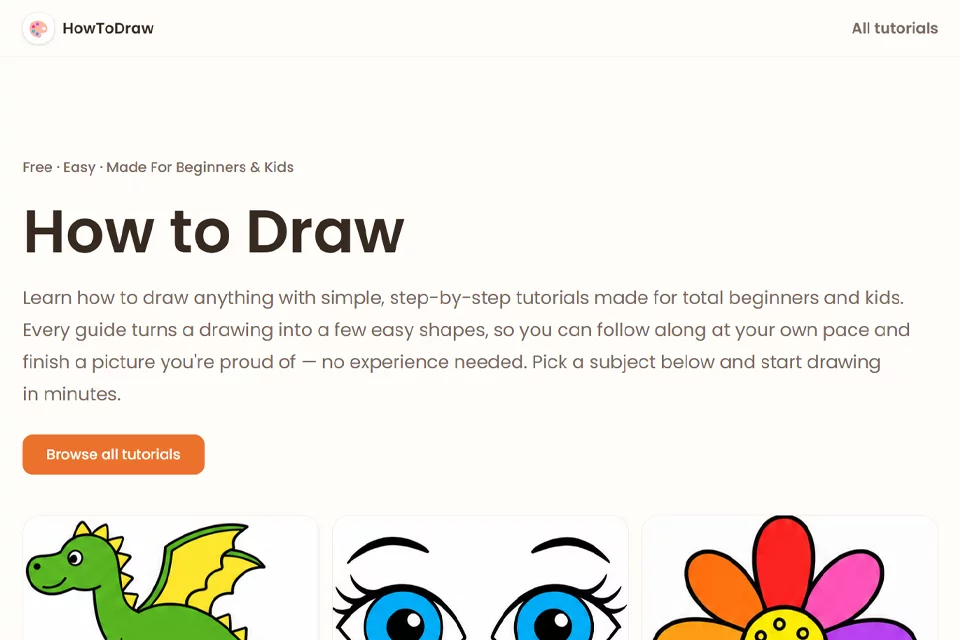 HowToDraw
All tutorials
Free · Easy · Made For Beginners & Kids
How to Draw
Learn how to draw anything with simple, step-by-step tutorials made for total beginners and kids.
Every guide turns a drawing into a few easy shapes, so you can follow along at your own pace and
finish a picture you're proud of — no experience needed. Pick a subject below and start drawing
in minutes.
Browse all tutorials